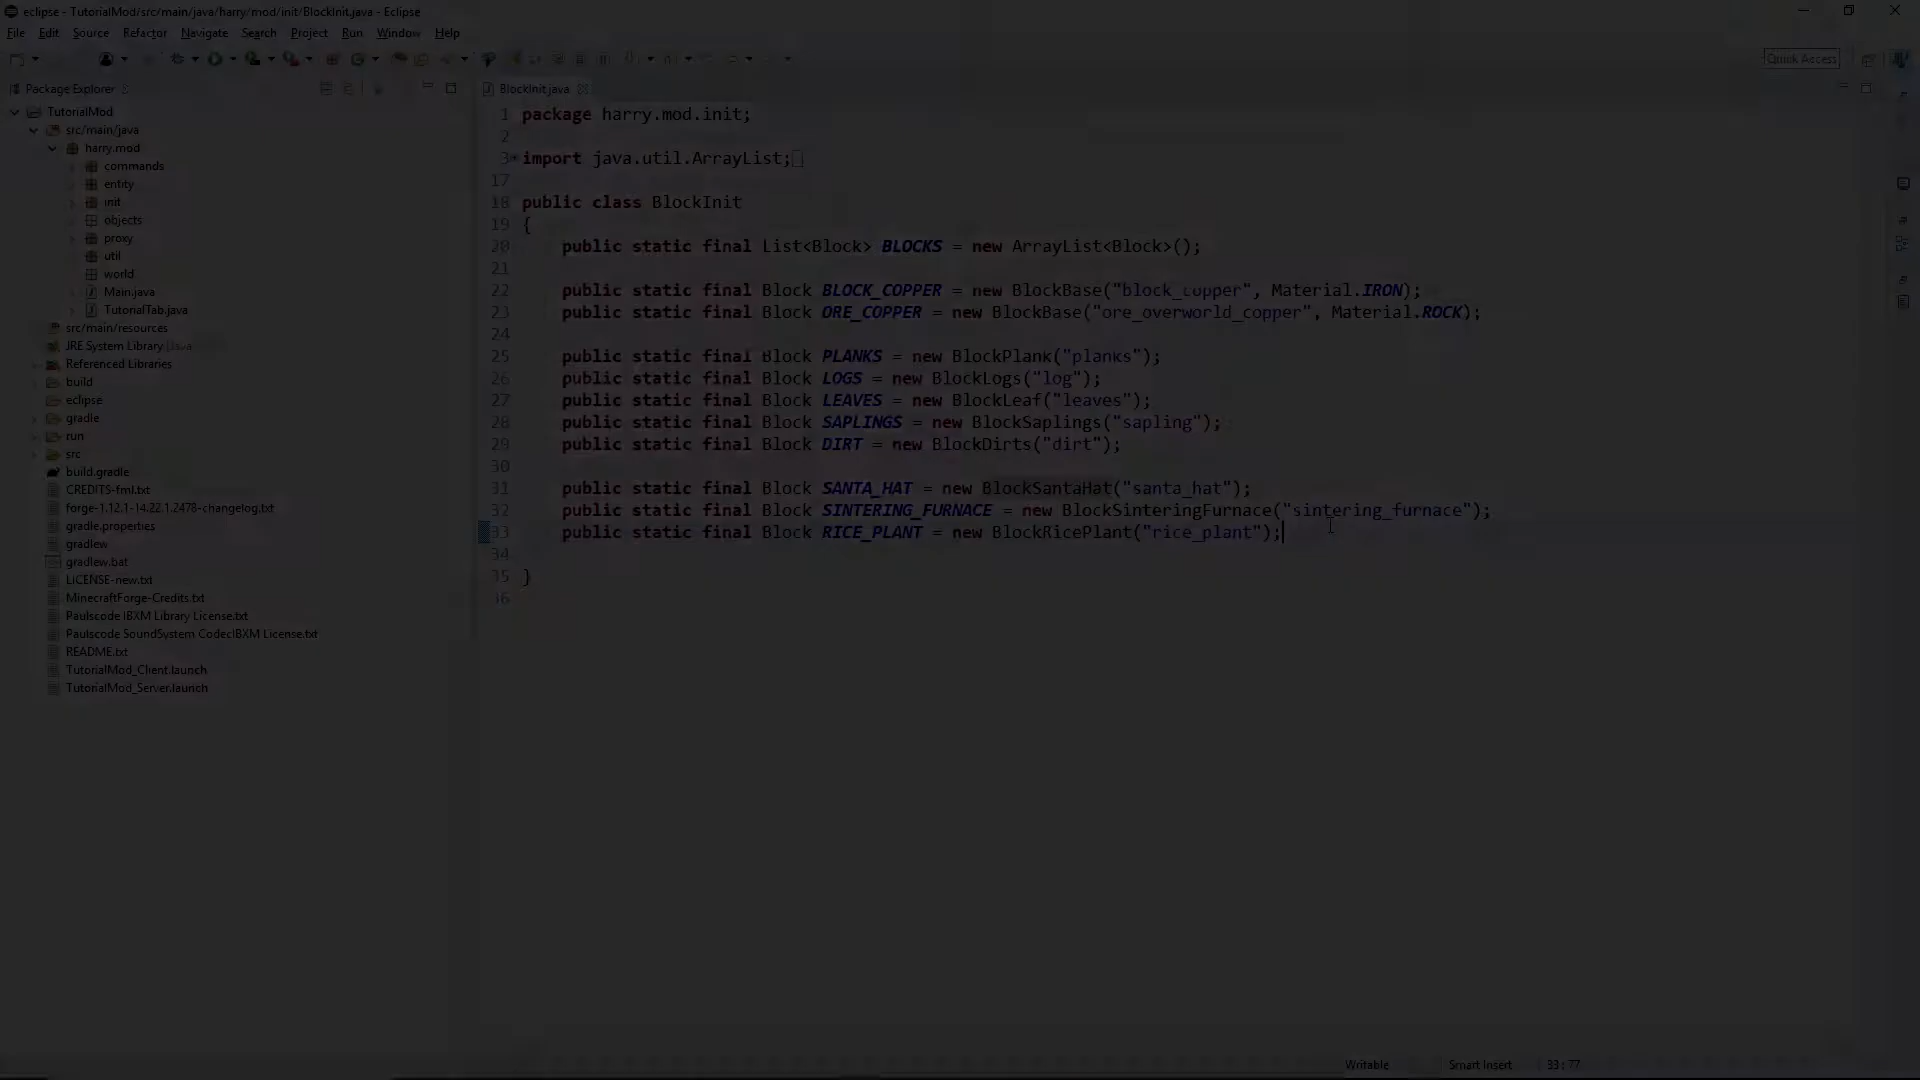 eclipse - TutorialMod/src/main/java/harry/mod/init/BlockInit.java - Eclipse
File Edit Source Refactor Navigate Search Project Run Window Help
Quick Access
Package Explorer
TutorialMod
src/main/java
harry.mod
commands
entity
init
objects
proxy
util
world
Main.java
TutorialTab.java
src/main/resources
JRE System Library [Java
Referenced Libraries
build
eclipse
gradle
run
src
build.gradle
CREDITS-fml.txt
forge-1.12.1-14.22.1.2478-changelog.txt
gradle.properties
gradlew
gradlew.bat
LICENSE-new.txt
MinecraftForge-Credits.txt
Paulscode IBXM Library License.txt
Paulscode SoundSystem CodecIBXM License.txt
README.txt
TutorialMod_Client.launch
TutorialMod_Server.launch
BlockInit.java
1 package harry.mod.init;
2
3 import java.util.ArrayList;
17
18 public class BlockInit
19 {
20 public static final List<Block> BLOCKS = new ArrayList<Block>();
21
22 public static final Block BLOCK_COPPER = new BlockBase("block_copper", Material.IRON);
23 public static final Block ORE_COPPER = new BlockBase("ore_overworld_copper", Material.ROCK);
24
25 public static final Block PLANKS = new BlockPlank("planks");
26 public static final Block LOGS = new BlockLogs("log");
27 public static final Block LEAVES = new BlockLeaf("leaves");
28 public static final Block SAPLINGS = new BlockSaplings("sapling");
29 public static final Block DIRT = new BlockDirts("dirt");
30
31 public static final Block SANTA_HAT = new BlockSantaHat("santa_hat");
32 public static final Block SINTERING_FURNACE = new BlockSinteringFurnace("sintering_furnace");
33 public static final Block RICE_PLANT = new BlockRicePlant("rice_plant");
34
35 }
36
Writable Smart Insert 33 : 77